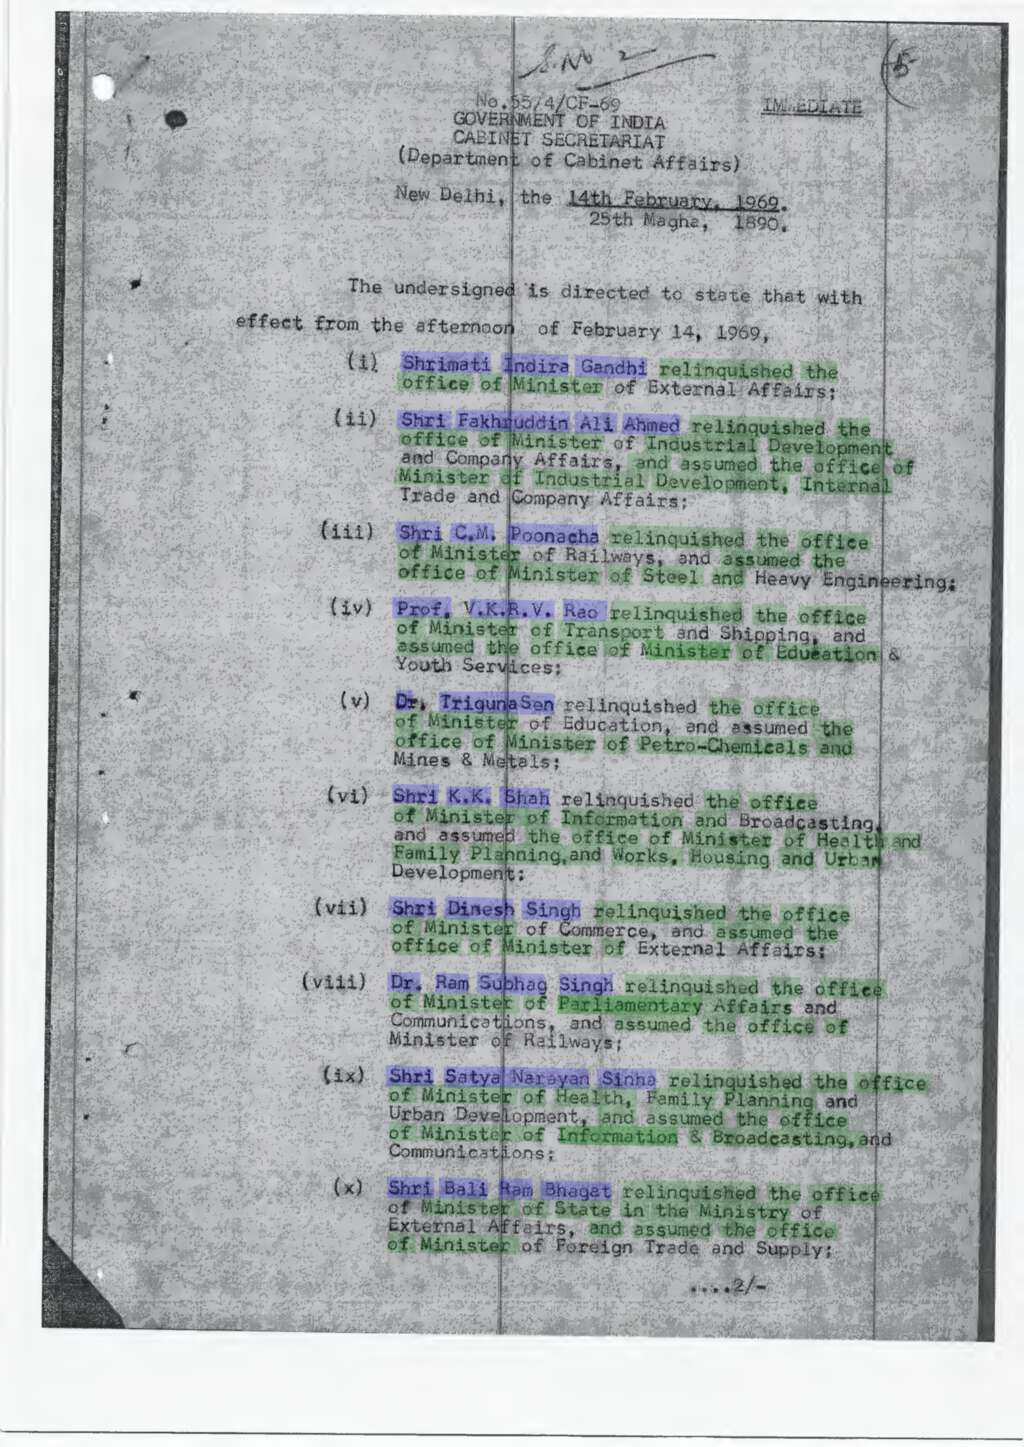 S.No 2
5
No.55/4/CF-69
IMMEDIATE
GOVERNMENT OF INDIA
CABINET SECRETARIAT
(Department of Cabinet Affairs)
New Delhi, the 14th February, 1969.
25th Magha, 1890.
The undersigned is directed to state that with
effect from the afternoon of February 14, 1969,
(i) Shrimati Indira Gandhi relinquished the
office of Minister of External Affairs;
(ii) Shri Fakhruddin Ali Ahmed relinquished the
office of Minister of Industrial Development
and Company Affairs, and assumed the office of
Minister of Industrial Development, Internal
Trade and Company Affairs;
(iii) Shri C.M. Poonacha relinquished the office
of Minister of Railways, and assumed the
office of Minister of Steel and Heavy Engineering;
(iv) Prof. V.K.R.V. Rao relinquished the office
of Minister of Transport and Shipping, and
assumed the office of Minister of Education &
Youth Services;
(v) Dr. TrigunaSen relinquished the office
of Minister of Education, and assumed the
office of Minister of Petro-Chemicals and
Mines & Metals;
(vi) Shri K.K. Shah relinquished the office
of Minister of Information and Broadcasting,
and assumed the office of Minister of Health and
Family Planning,and Works, Housing and Urban
Development;
(vii) Shri Dinesh Singh relinquished the office
of Minister of Commerce, and assumed the
office of Minister of External Affairs;
(viii) Dr. Ram Subhag Singh relinquished the office
of Minister of Parliamentary Affairs and
Communications, and assumed the office of
Minister of Railways;
(ix) Shri Satya Narayan Sinha relinquished the office
of Minister of Health, Family Planning and
Urban Development, and assumed the office
of Minister of Information & Broadcasting,and
Communications;
(x) Shri Bali Ram Bhagat relinquished the office
of Minister of State in the Ministry of
External Affairs, and assumed the office
of Minister of Foreign Trade and Supply;
....2/-